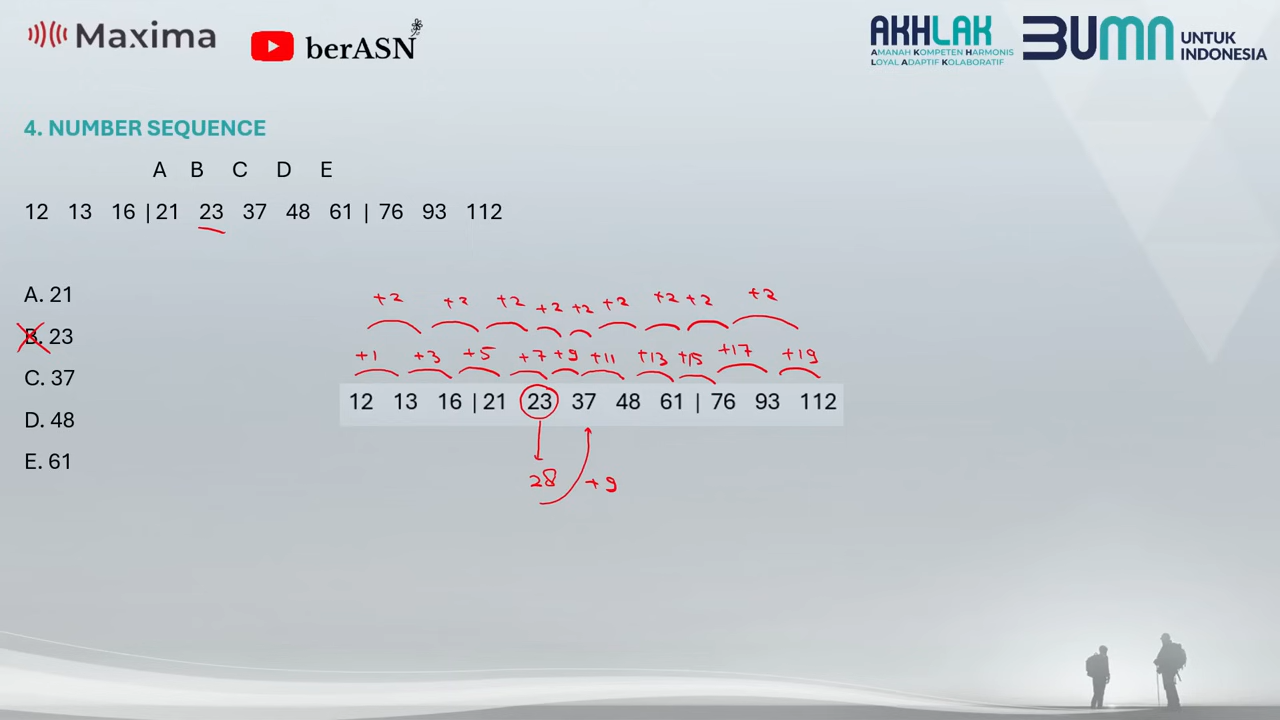 Maxima
berASN
AKHLAK
AMANAH KOMPETEN HARMONIS
LOYAL ADAPTIF KOLABORATIF
BUMN
UNTUK
INDONESIA
4. NUMBER SEQUENCE
A B C D E
12 13 16 | 21 23 37 48 61 | 76 93 112
A. 21
B. 23
C. 37
D. 48
E. 61
+2 +2 +2 +2 +2 +2 +2 +2 +2
+1 +3 +5 +7 +9 +11 +13 +15 +17 +19
12 13 16 | 21 23 37 48 61 | 76 93 112
28 +9